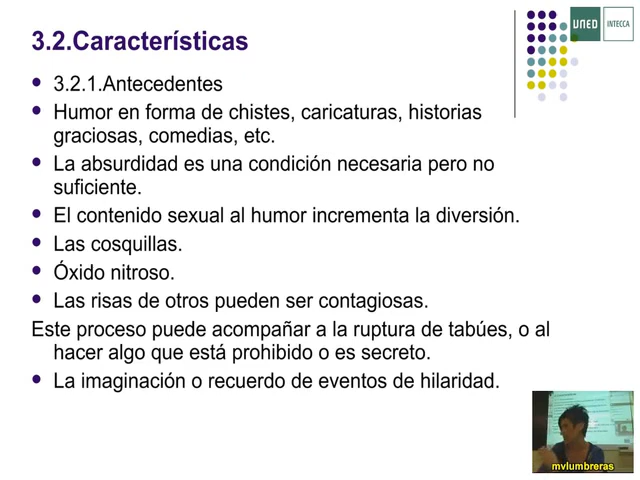 UNED INTECCA
3.2.Características
3.2.1.Antecedentes
Humor en forma de chistes, caricaturas, historias
graciosas, comedias, etc.
La absurdidad es una condición necesaria pero no
suficiente.
El contenido sexual al humor incrementa la diversión.
Las cosquillas.
Óxido nitroso.
Las risas de otros pueden ser contagiosas.
Este proceso puede acompañar a la ruptura de tabúes, o al
hacer algo que está prohibido o es secreto.
La imaginación o recuerdo de eventos de hilaridad.
mvlumbreras